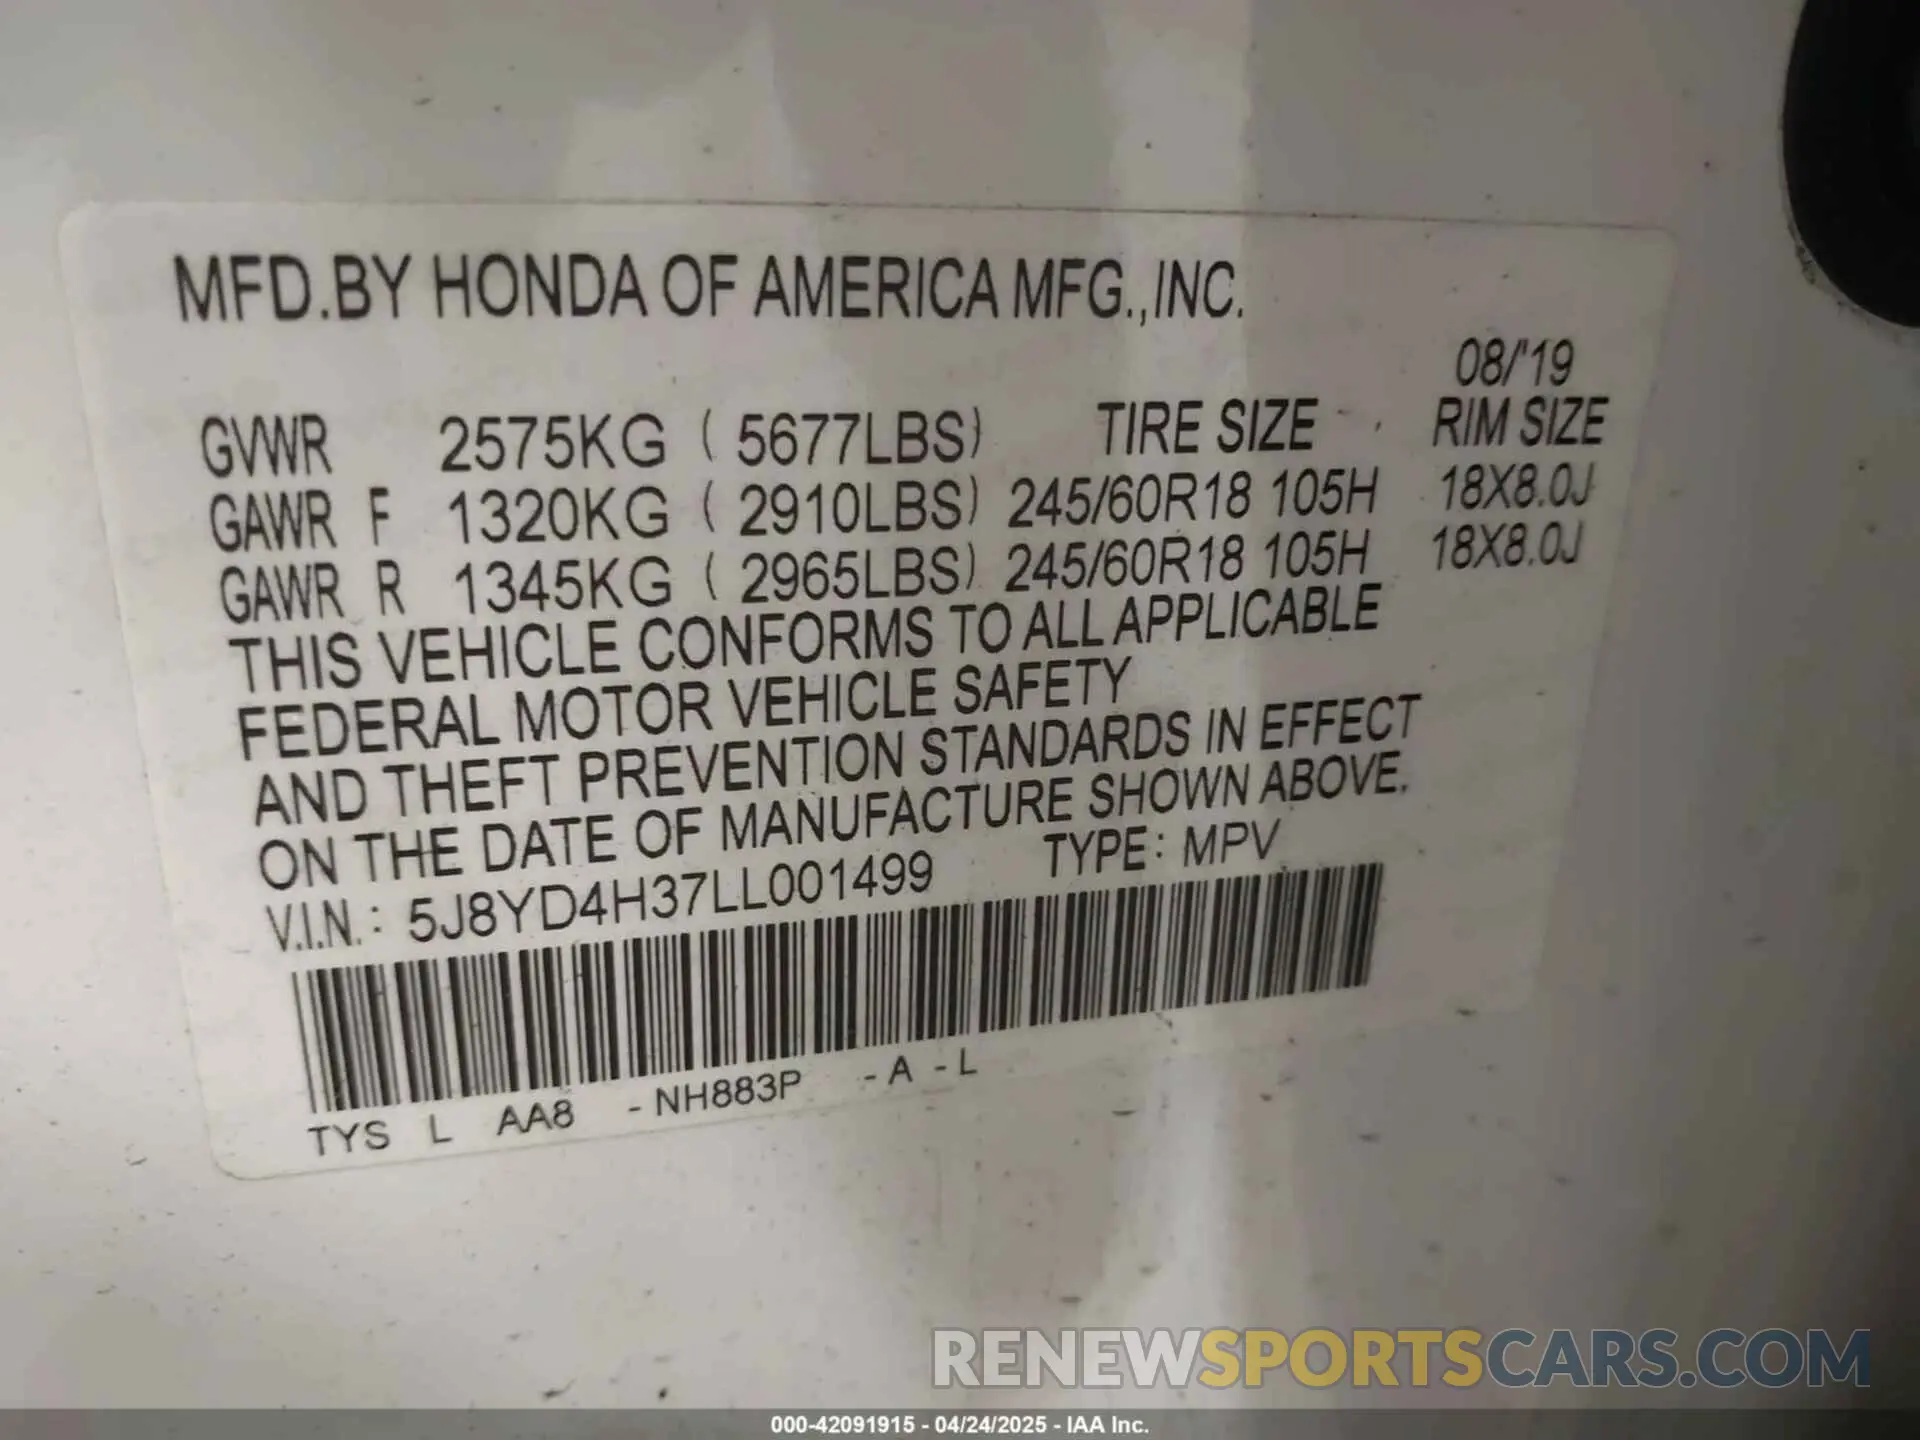 MFD.BY HONDA OF AMERICA MFG.,INC.
08/'19
GVWR 2575KG ( 5677LBS) TIRE SIZE RIM SIZE
GAWR F 1320KG ( 2910LBS) 245/60R18 105H 18X8.0J
GAWR R 1345KG ( 2965LBS) 245/60R18 105H 18X8.0J
THIS VEHICLE CONFORMS TO ALL APPLICABLE
FEDERAL MOTOR VEHICLE SAFETY
AND THEFT PREVENTION STANDARDS IN EFFECT
ON THE DATE OF MANUFACTURE SHOWN ABOVE.
V.I.N.: 5J8YD4H37LL001499 TYPE: MPV
TYS L AA8 -NH883P -A -L
RENEWSPORTSCARS.COM
000-42091915 - 04/24/2025 - IAA Inc.